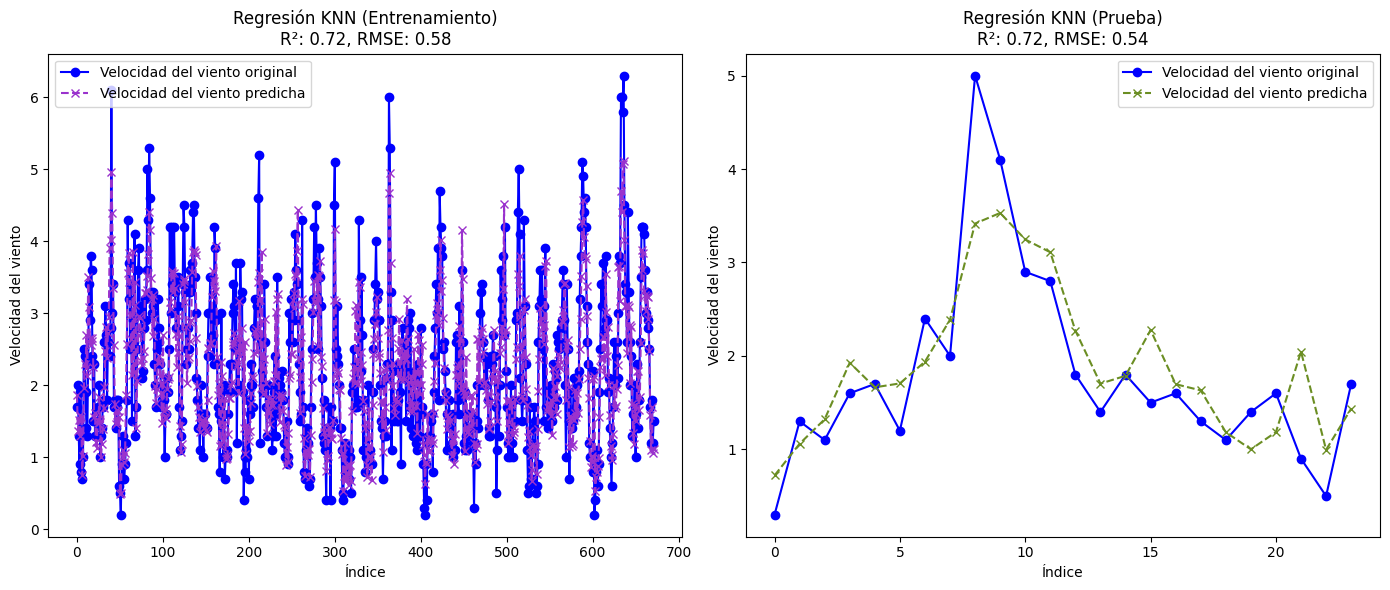 Regresión KNN (Entrenamiento)
R²: 0.72, RMSE: 0.58
Velocidad del viento original
Velocidad del viento predicha
Velocidad del viento
6
5
4
3
2
1
0
0 100 200 300 400 500 600 700
Índice
Regresión KNN (Prueba)
R²: 0.72, RMSE: 0.54
Velocidad del viento original
Velocidad del viento predicha
Velocidad del viento
5
4
3
2
1
0 5 10 15 20
Índice